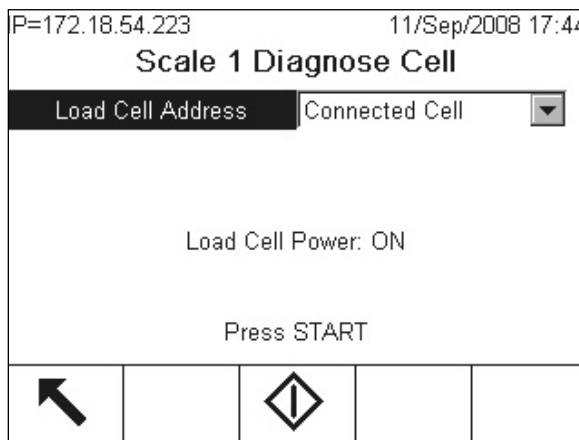 IP=172.18.54.223 11/Sep/2008 17:44
Scale 1 Diagnose Cell
Load Cell Address Connected Cell
Load Cell Power: ON
Press START